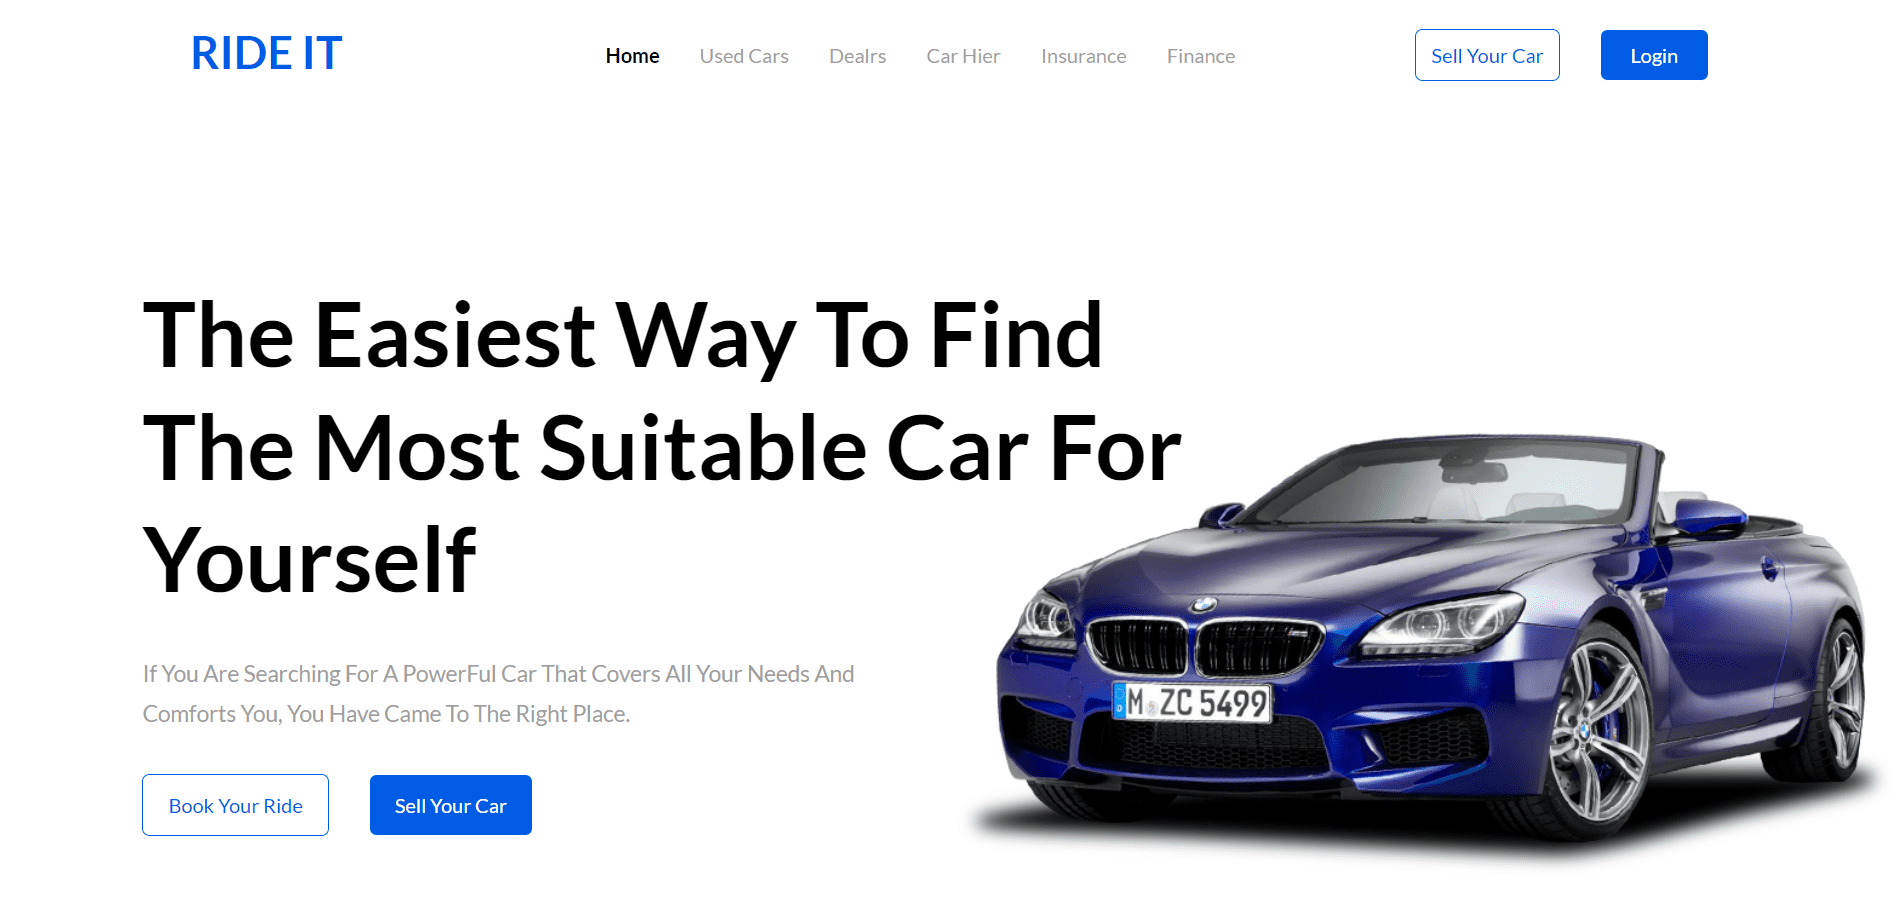 RIDE IT
Home
Used Cars
Dealrs
Car Hier
Insurance
Finance
Sell Your Car
Login
The Easiest Way To Find
The Most Suitable Car For
Yourself
If You Are Searching For A PowerFul Car That Covers All Your Needs And
Comforts You, You Have Came To The Right Place.
Book Your Ride
Sell Your Car
M ZC 5499